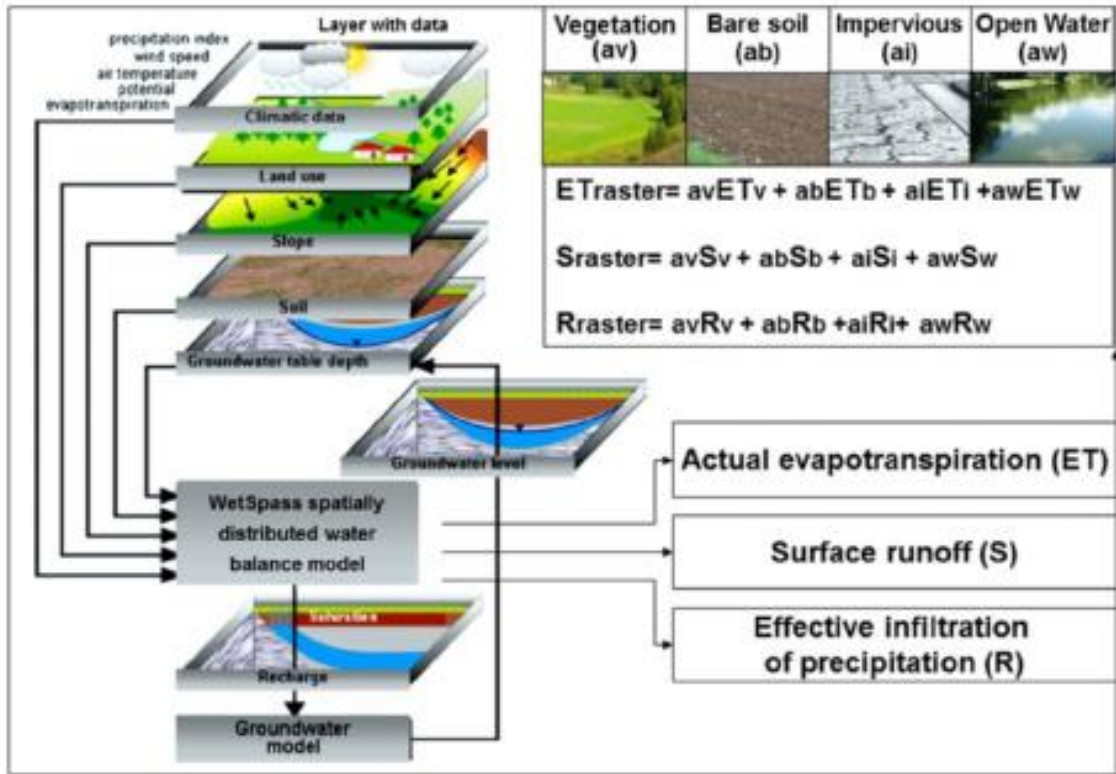 Layer with data
precipitation index
wind speed
air temperature
potential
evapotranspiration
Climatic data
Land use
Slope
Soil
Groundwater table depth
Groundwater level
WetSpass spatially
distributed water
balance model
Saturation
Recharge
Groundwater
model
Vegetation
(av)
Bare soil
(ab)
Impervious
(ai)
Open Water
(aw)
ETraster= avETv + abETb + aiETi +awETw
Sraster= avSv + abSb + aiSi + awSw
Rraster= avRv + abRb +aiRi+ awRw
Actual evapotranspiration (ET)
Surface runoff (S)
Effective infiltration
of precipitation (R)